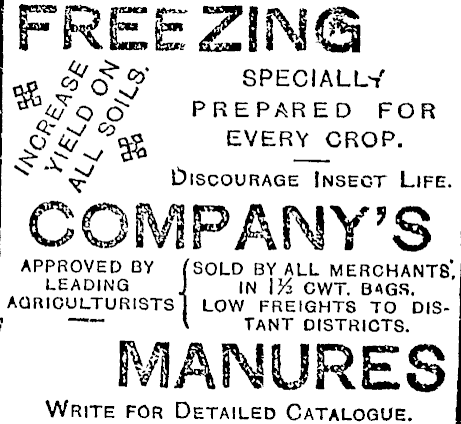 FREEZING
INCREASE
YIELD ON
ALL SOILS.
SPECIALLY
PREPARED FOR
EVERY CROP.
DISCOURAGE INSECT LIFE.
COMPANY'S
APPROVED BY
LEADING
AGRICULTURISTS
SOLD BY ALL MERCHANTS,
IN 1½ CWT. BAGS.
LOW FREIGHTS TO DIS-
TANT DISTRICTS.
MANURES
WRITE FOR DETAILED CATALOGUE.